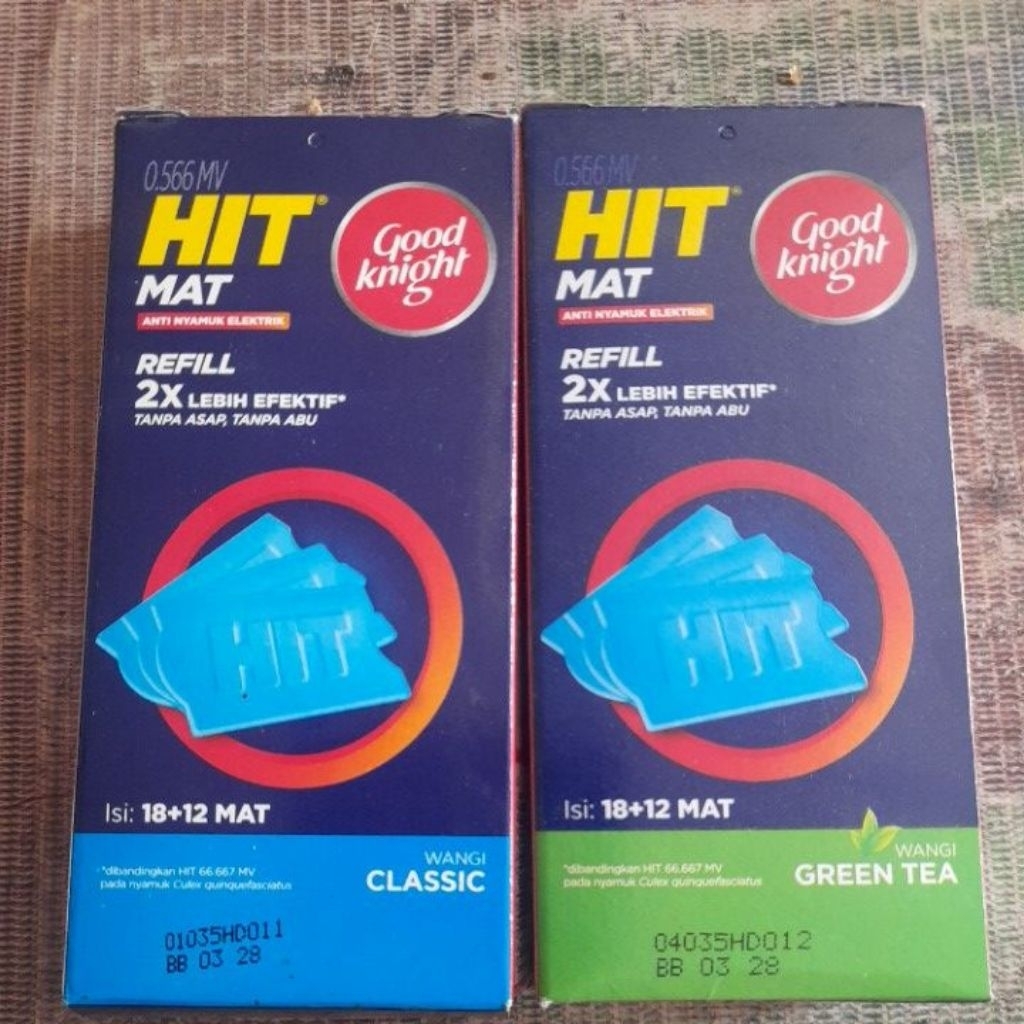 0.566 MV
HIT®
MAT
ANTI NYAMUK ELEKTRIK
Good
knight
REFILL
2X LEBIH EFEKTIF*
TANPA ASAP, TANPA ABU
HIT
Isi: 18+12 MAT
*dibandingkan HIT 66.667 MV
pada nyamuk Culex quinquefasciatus
WANGI
CLASSIC
01035HD011
BB 03 28
0.566 MV
HIT®
MAT
ANTI NYAMUK ELEKTRIK
Good
knight
REFILL
2X LEBIH EFEKTIF*
TANPA ASAP, TANPA ABU
HIT
Isi: 18+12 MAT
*dibandingkan HIT 66.667 MV
pada nyamuk Culex quinquefasciatus
WANGI
GREEN TEA
04035HD012
BB 03 28